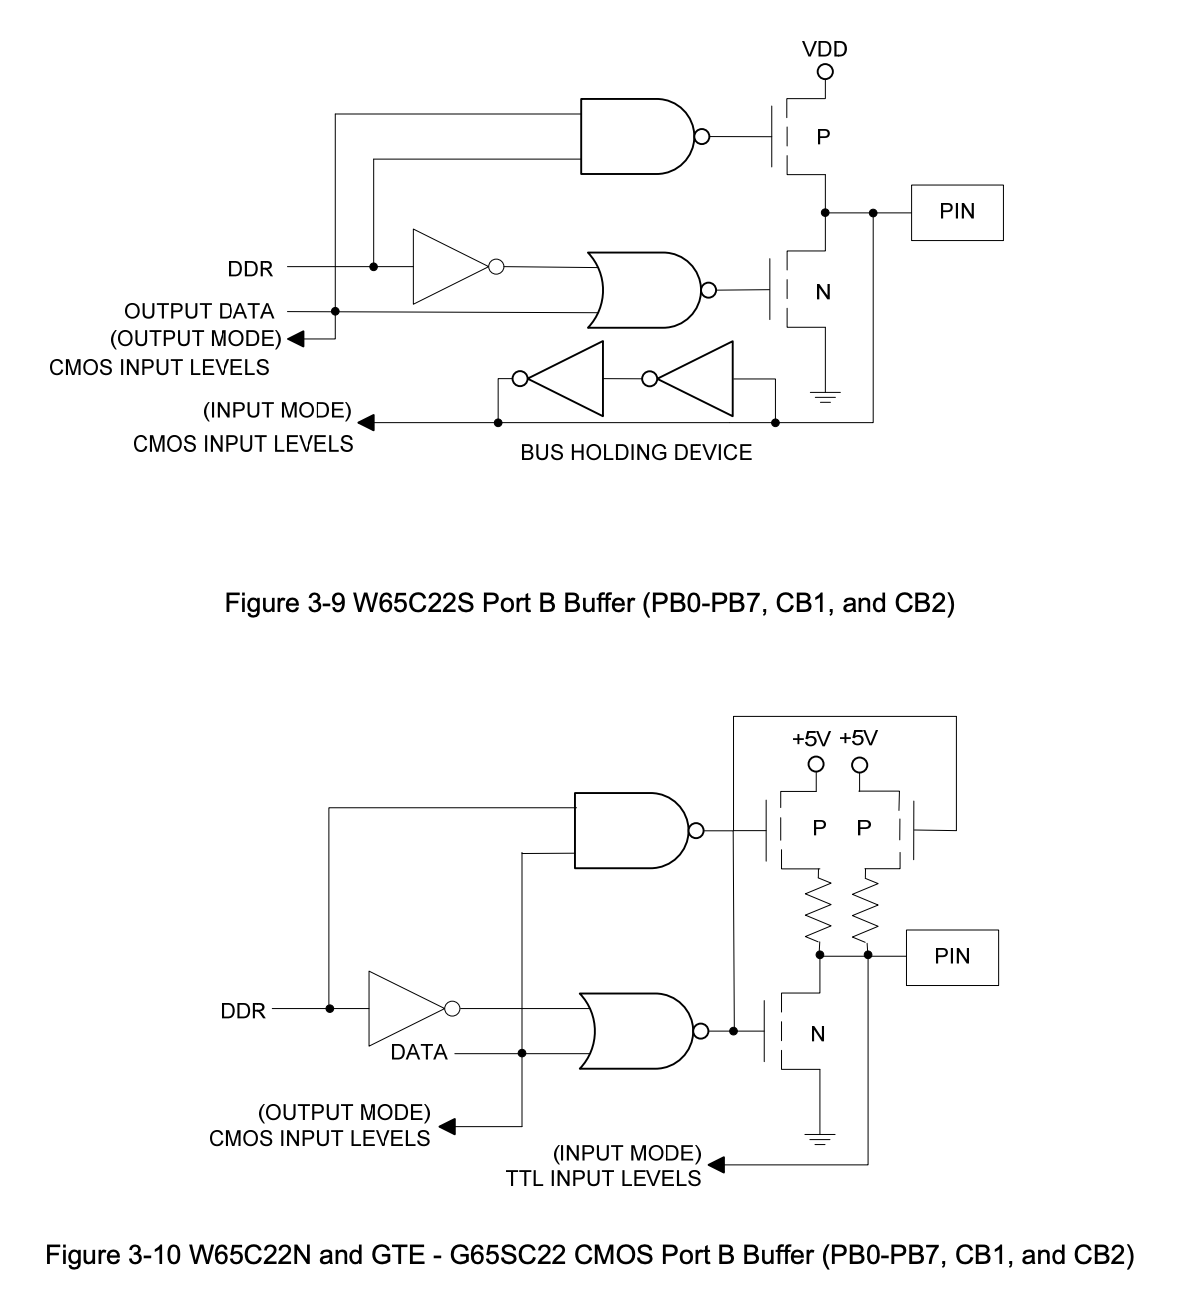 VDD
P
PIN
DDR
N
OUTPUT DATA
(OUTPUT MODE)
CMOS INPUT LEVELS
(INPUT MODE)
CMOS INPUT LEVELS
BUS HOLDING DEVICE
Figure 3-9 W65C22S Port B Buffer (PB0-PB7, CB1, and CB2)
+5V +5V
P P
PIN
DDR
N
DATA
(OUTPUT MODE)
CMOS INPUT LEVELS
(INPUT MODE)
TTL INPUT LEVELS
Figure 3-10 W65C22N and GTE - G65SC22 CMOS Port B Buffer (PB0-PB7, CB1, and CB2)